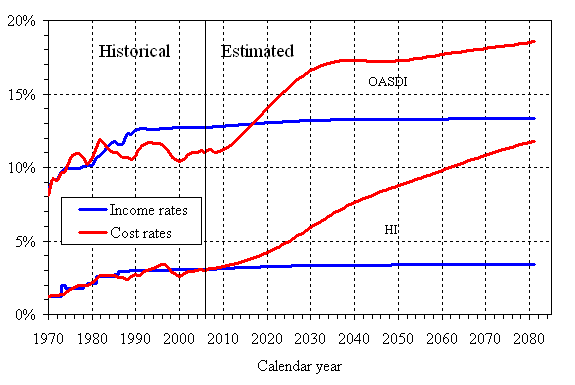 20%
Historical
Estimated
OASDI
15%
10%
Income rates
Cost rates
HI
5%
0%
1970 1980 1990 2000 2010 2020 2030 2040 2050 2060 2070 2080
Calendar year